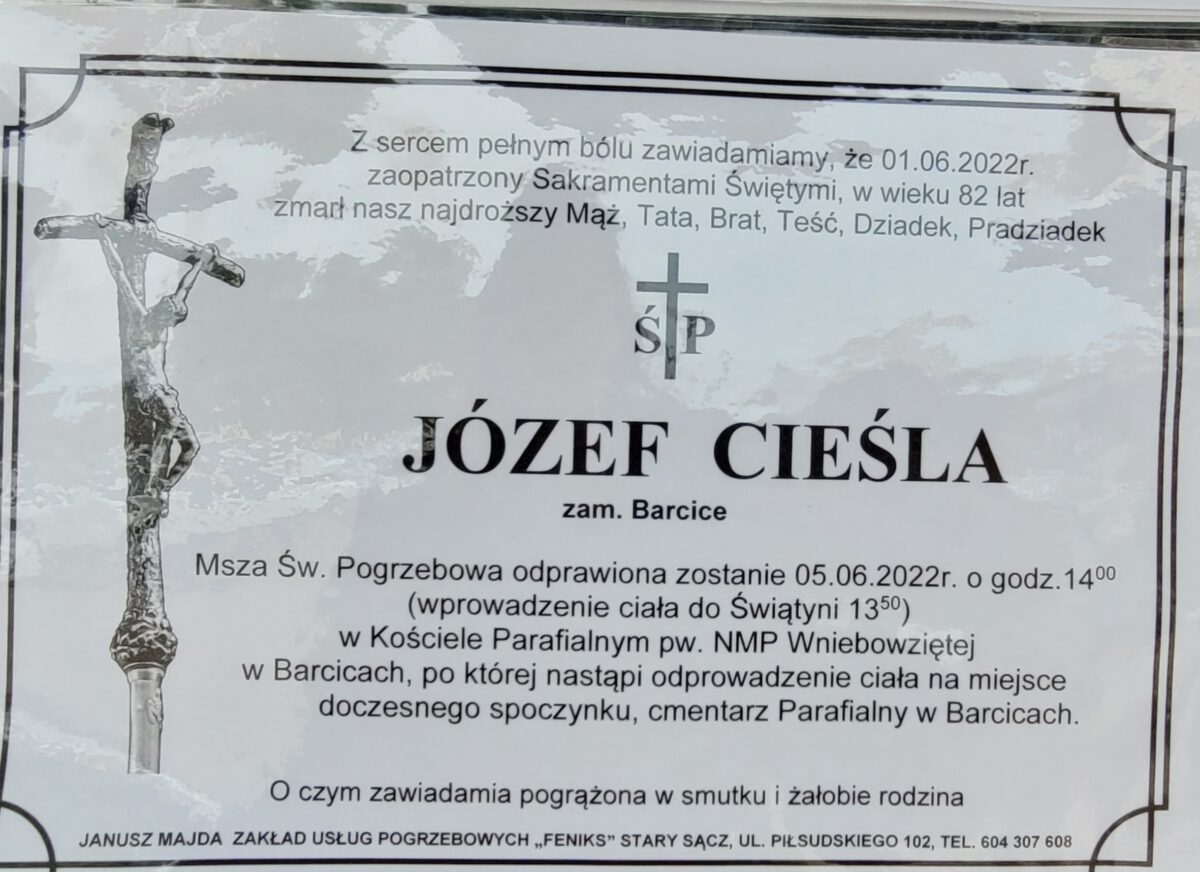 Z sercem pełnym bólu zawiadamiamy, że 01.06.2022r.
zaopatrzony Sakramentami Świętymi, w wieku 82 lat
zmarł nasz najdroższy Mąż, Tata, Brat, Teść, Dziadek, Pradziadek
Ś P
JÓZEF CIEŚLA
zam. Barcice
Msza Św. Pogrzebowa odprawiona zostanie 05.06.2022r. o godz.14⁰⁰
(wprowadzenie ciała do Świątyni 13⁵⁰)
w Kościele Parafialnym pw. NMP Wniebowziętej
w Barcicach, po której nastąpi odprowadzenie ciała na miejsce
doczesnego spoczynku, cmentarz Parafialny w Barcicach.
O czym zawiadamia pogrążona w smutku i żałobie rodzina
JANUSZ MAJDA ZAKŁAD USŁUG POGRZEBOWYCH „FENIKS” STARY SĄCZ, UL. PIŁSUDSKIEGO 102, TEL. 604 307 608